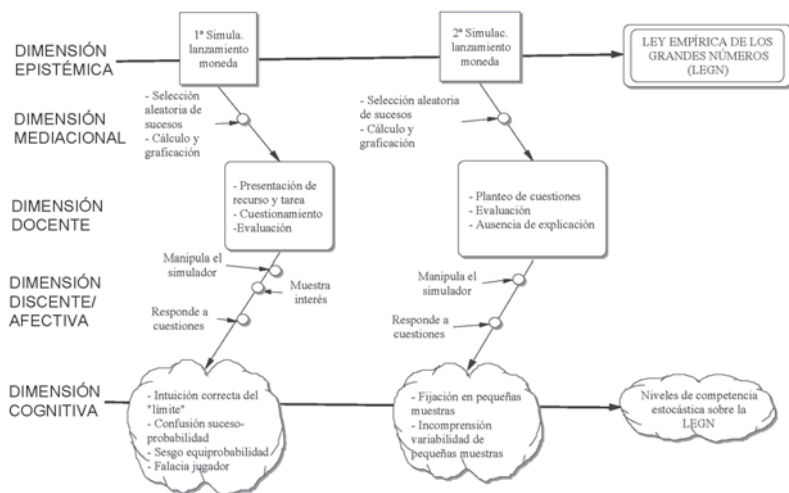 DIMENSIÓN
EPISTÉMICA
1ª Simulac.
lanzamiento
moneda
2ª Simulac.
lanzamiento
moneda
LEY EMPÍRICA DE LOS
GRANDES NÚMEROS
(LEGN)
DIMENSIÓN
MEDIACIONAL
- Selección
aleatoria de
sucesos
- Cálculo y
graficación
- Selección aleatoria
de sucesos
- Cálculo y
graficación
DIMENSIÓN
DOCENTE
- Presentación de
recurso y tarea
- Cuestionamiento
-Evaluación
- Planteo de cuestiones
- Evaluación
- Ausencia de explicación
DIMENSIÓN
DISCENTE/
AFECTIVA
Manipula el
simulador
Muestra
interés
Responde a
cuestiones
Manipula el
simulador
Responde a
cuestiones
DIMENSIÓN
COGNITIVA
- Intuición correcta del
"límite"
- Confusión suceso-
probabilidad
- Sesgo equiprobabilidad
- Falacia jugador
- Fijación en pequeñas
muestras
- Incomprensión
variabilidad de
pequeñas muestras
Niveles de competencia
estocástica sobre la
LEGN